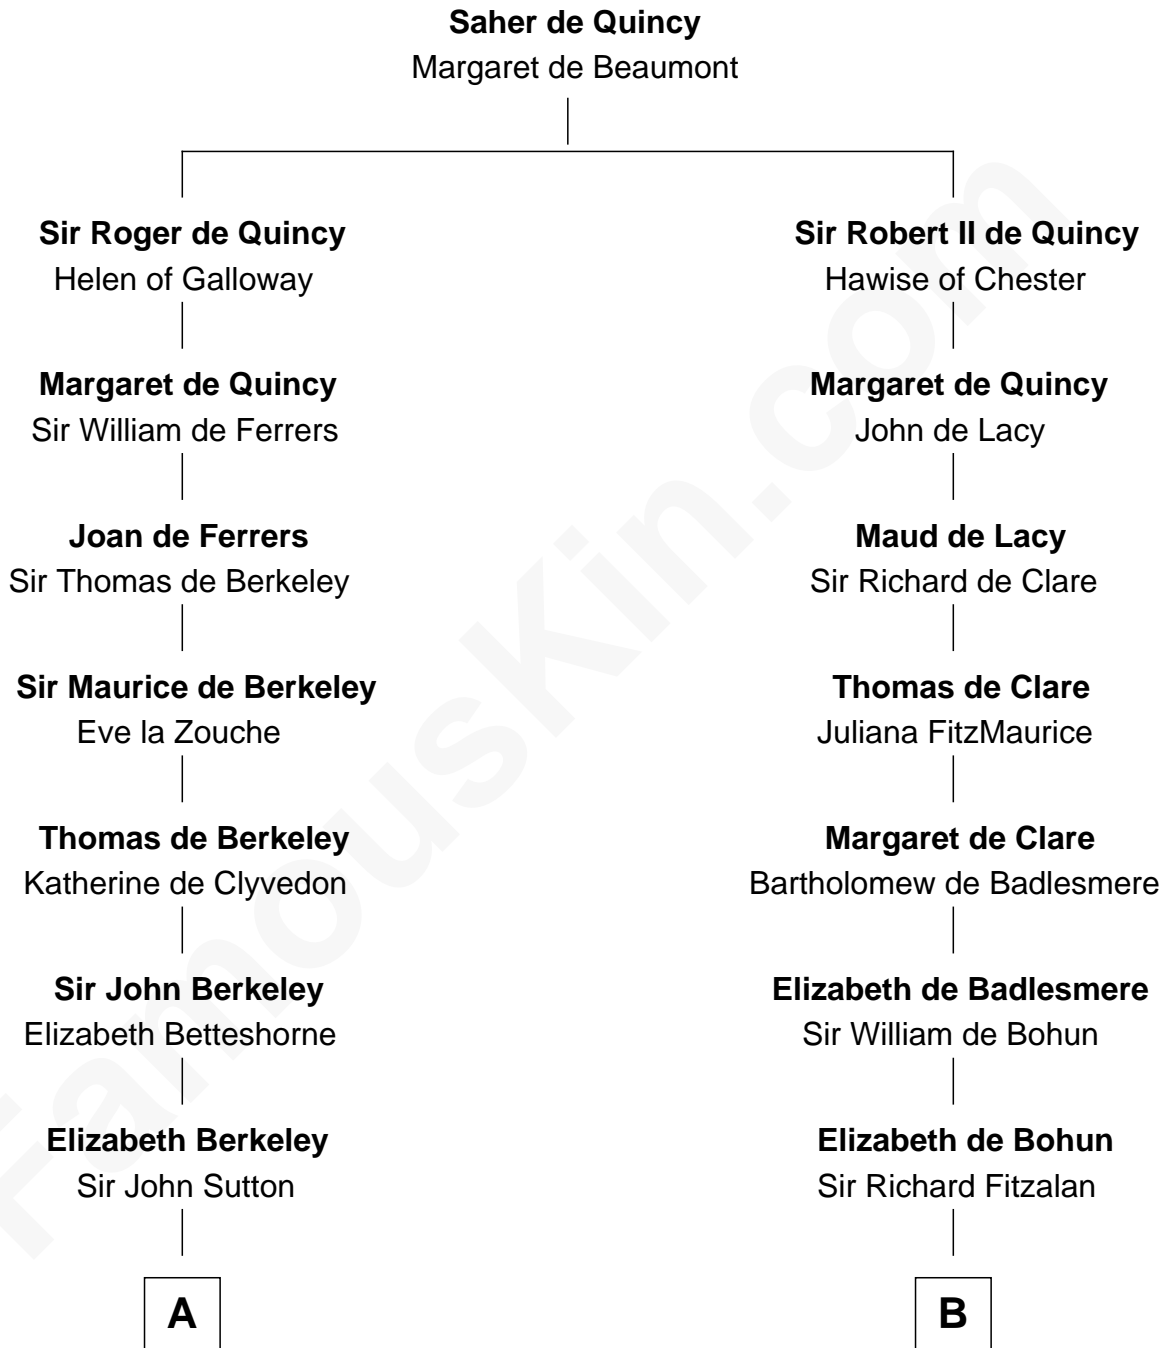 Saher de Quincy
Margaret de Beaumont
Sir Roger de Quincy
Helen of Galloway
Sir Robert II de Quincy
Hawise of Chester
Margaret de Quincy
Sir William de Ferrers
Margaret de Quincy
John de Lacy
Joan de Ferrers
Sir Thomas de Berkeley
Maud de Lacy
Sir Richard de Clare
Sir Maurice de Berkeley
Eve la Zouche
Thomas de Clare
Juliana FitzMaurice
Thomas de Berkeley
Katherine de Clyvedon
Margaret de Clare
Bartholomew de Badlesmere
Sir John Berkeley
Elizabeth Betteshorne
Elizabeth de Badlesmere
Sir William de Bohun
Elizabeth Berkeley
Sir John Sutton
Elizabeth de Bohun
Sir Richard Fitzalan
A
B
FamousKin.com